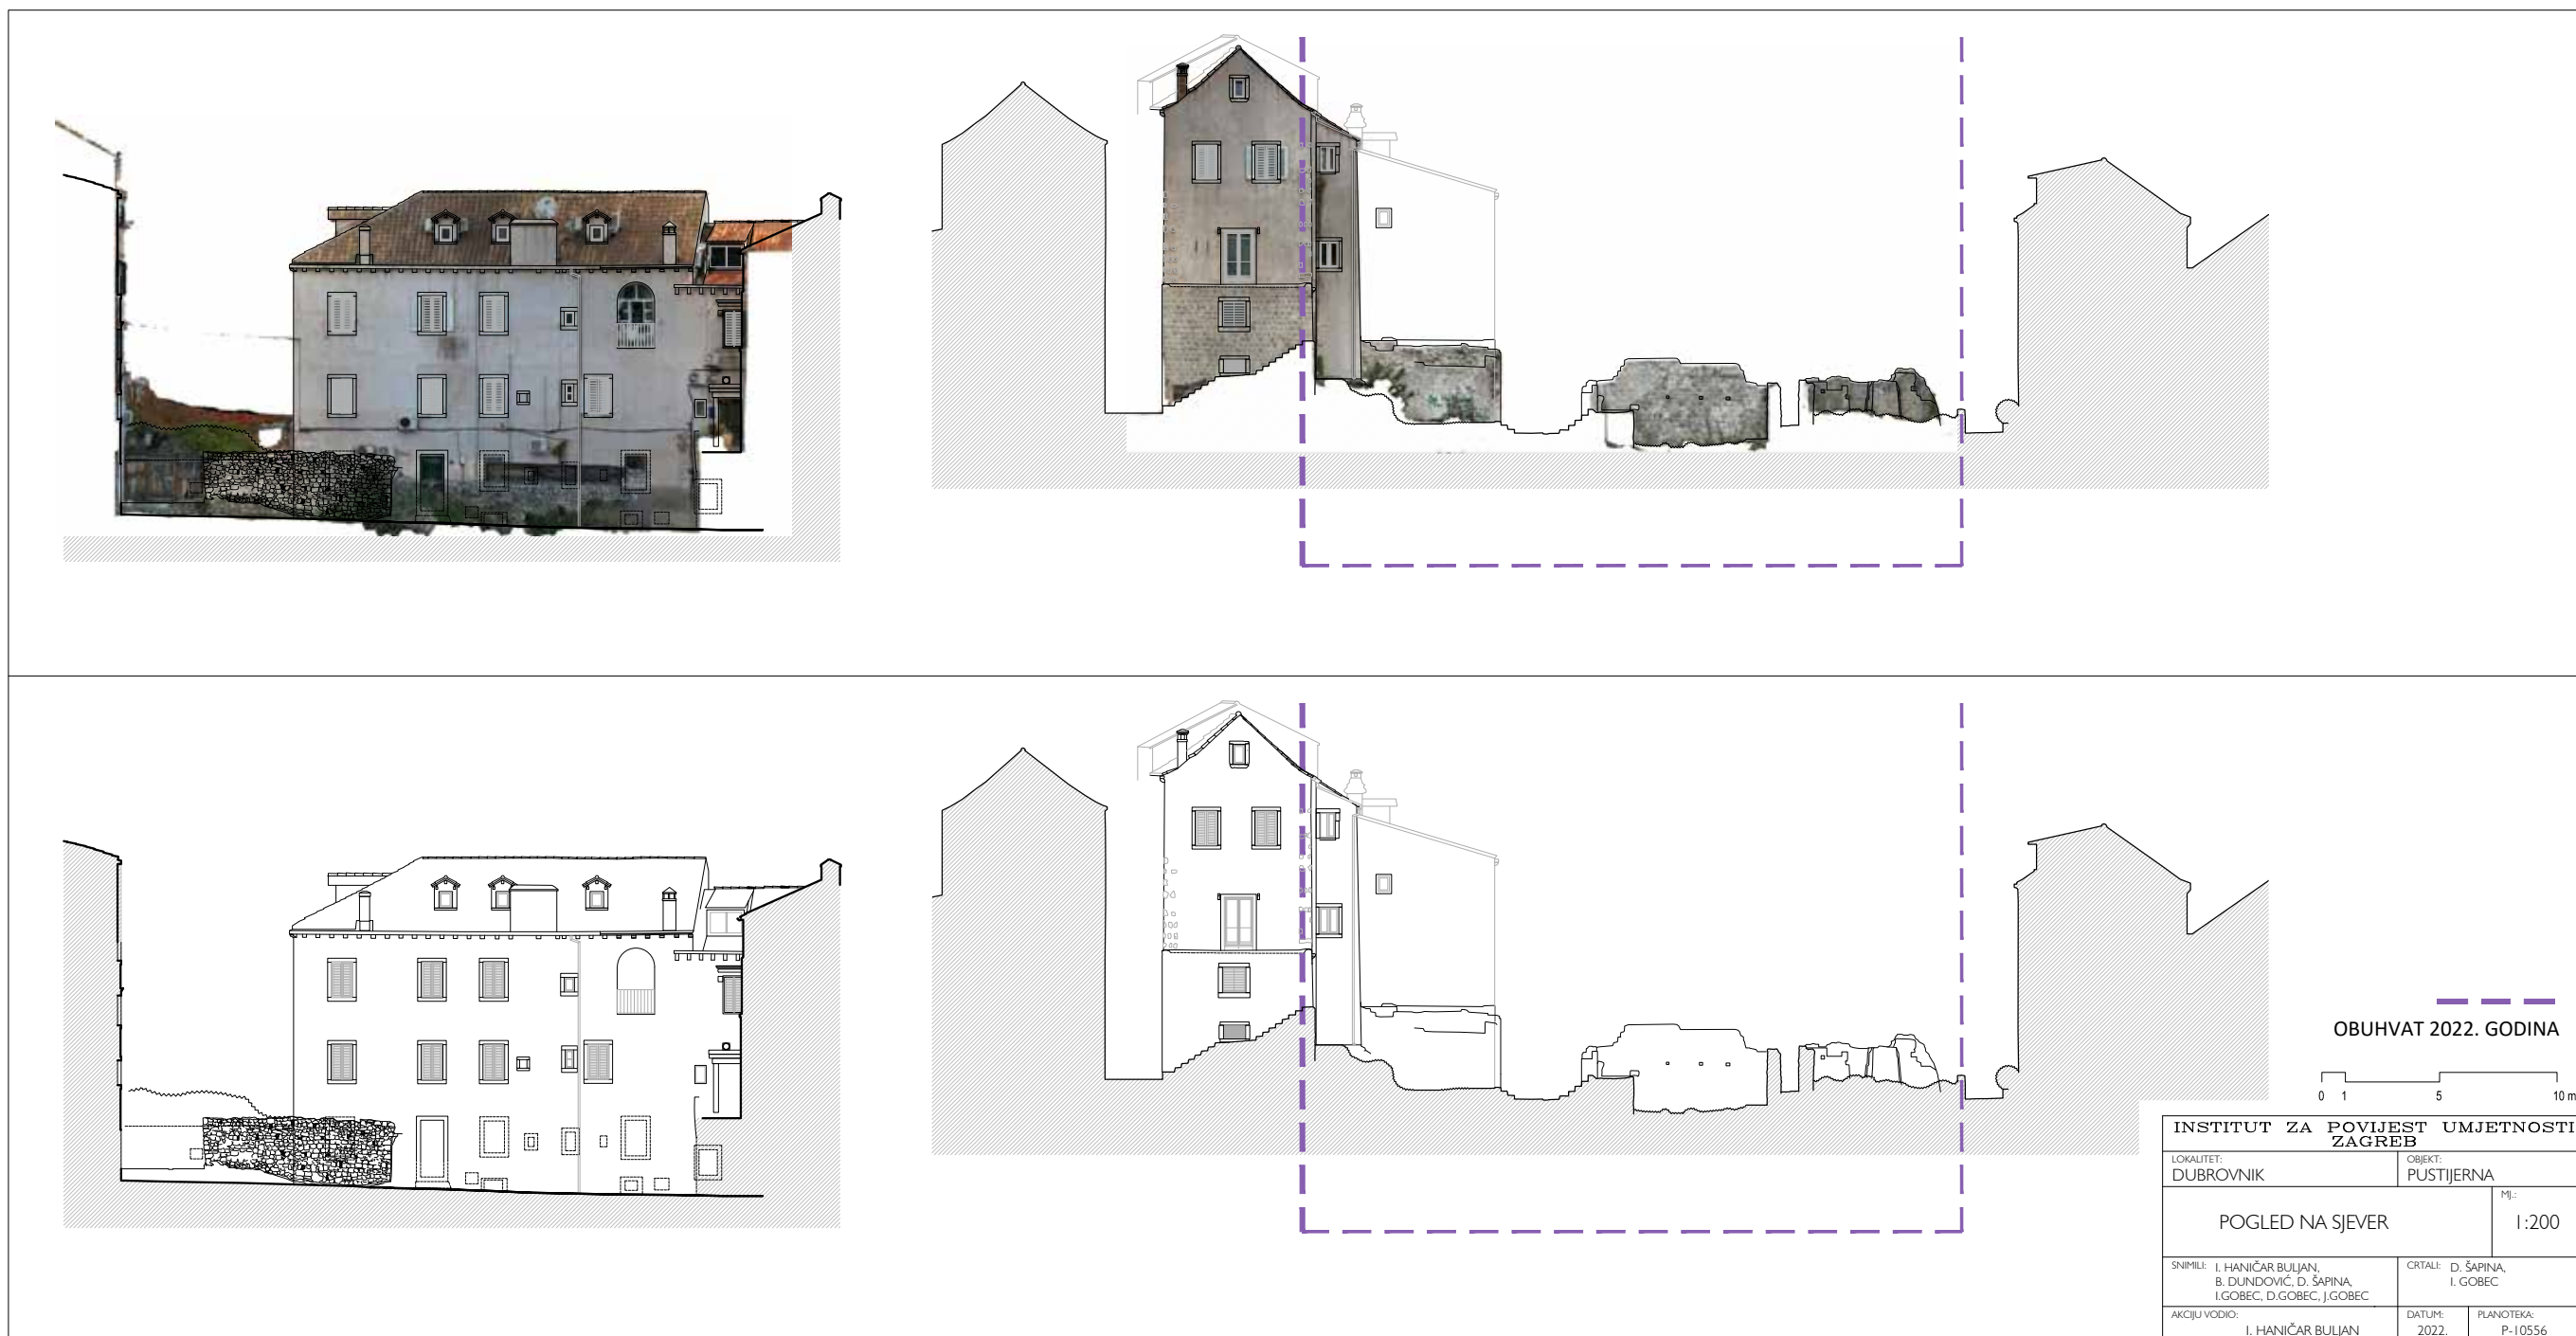 OBUHVAT 2022. GODINA
0 1 5 10 m
INSTITUT ZA POVIJEST UMJETNOSTI
ZAGREB
LOKALITET:
DUBROVNIK
OBJEKT:
PUSTIJERNA
POGLED NA SJEVER
MJ.:
1:200
SNIMILI: I. HANIČAR BULJAN,
B. DUNDOVIĆ, D. ŠAPINA,
I.GOBEC, D.GOBEC, J.GOBEC
CRTALI: D. ŠAPINA,
I. GOBEC
AKCIJU VODIO:
I. HANIČAR BULJAN
DATUM:
2022.
PLANOTEKA:
P-10556